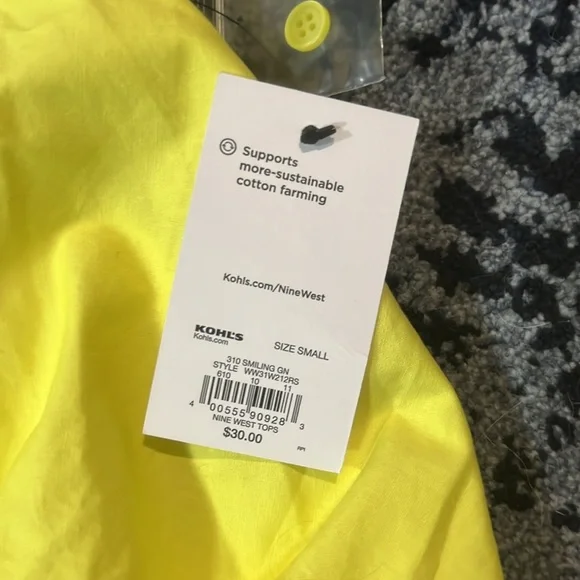 Supports
more-sustainable
cotton farming
Kohls.com/NineWest
KOHL'S
Kohls.com
SIZE SMALL
310 SMILING GN
STYLE WW31W212RS
610 10 11
4 00555 90928 3
NINE WEST TOPS
$30.00
RPI